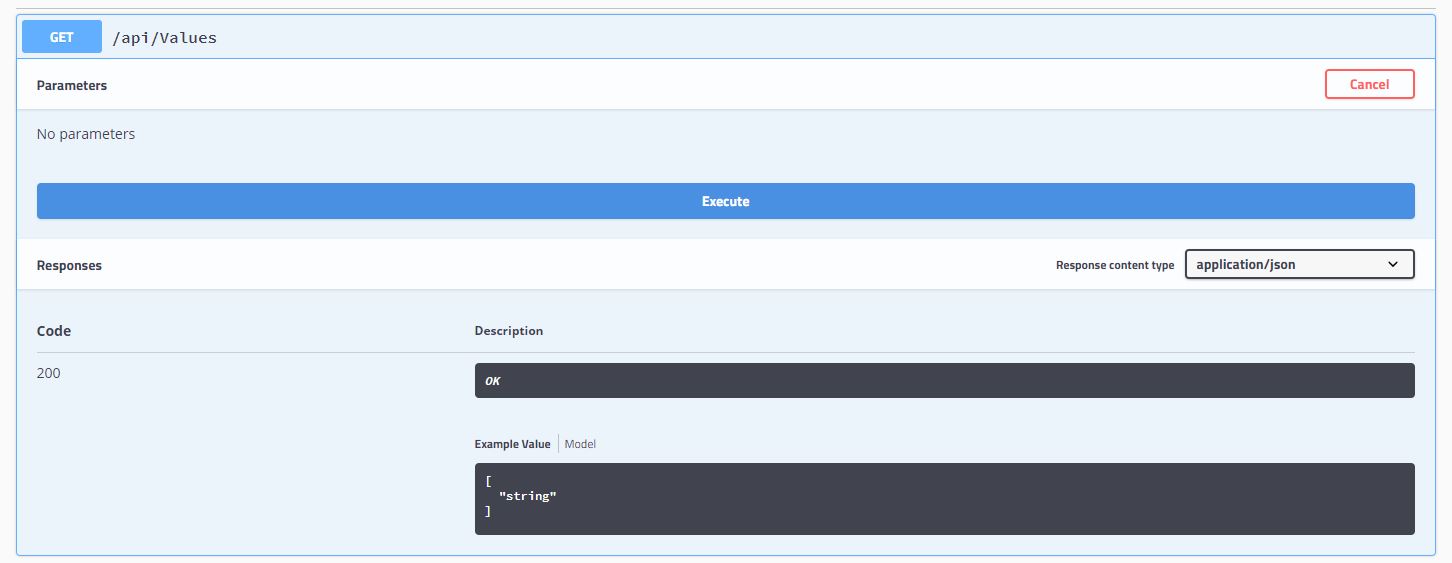 GET /api/Values
Parameters Cancel
No parameters
Execute
Responses Response content type application/json
Code Description
200 OK
Example Value Model
[
"string"
]